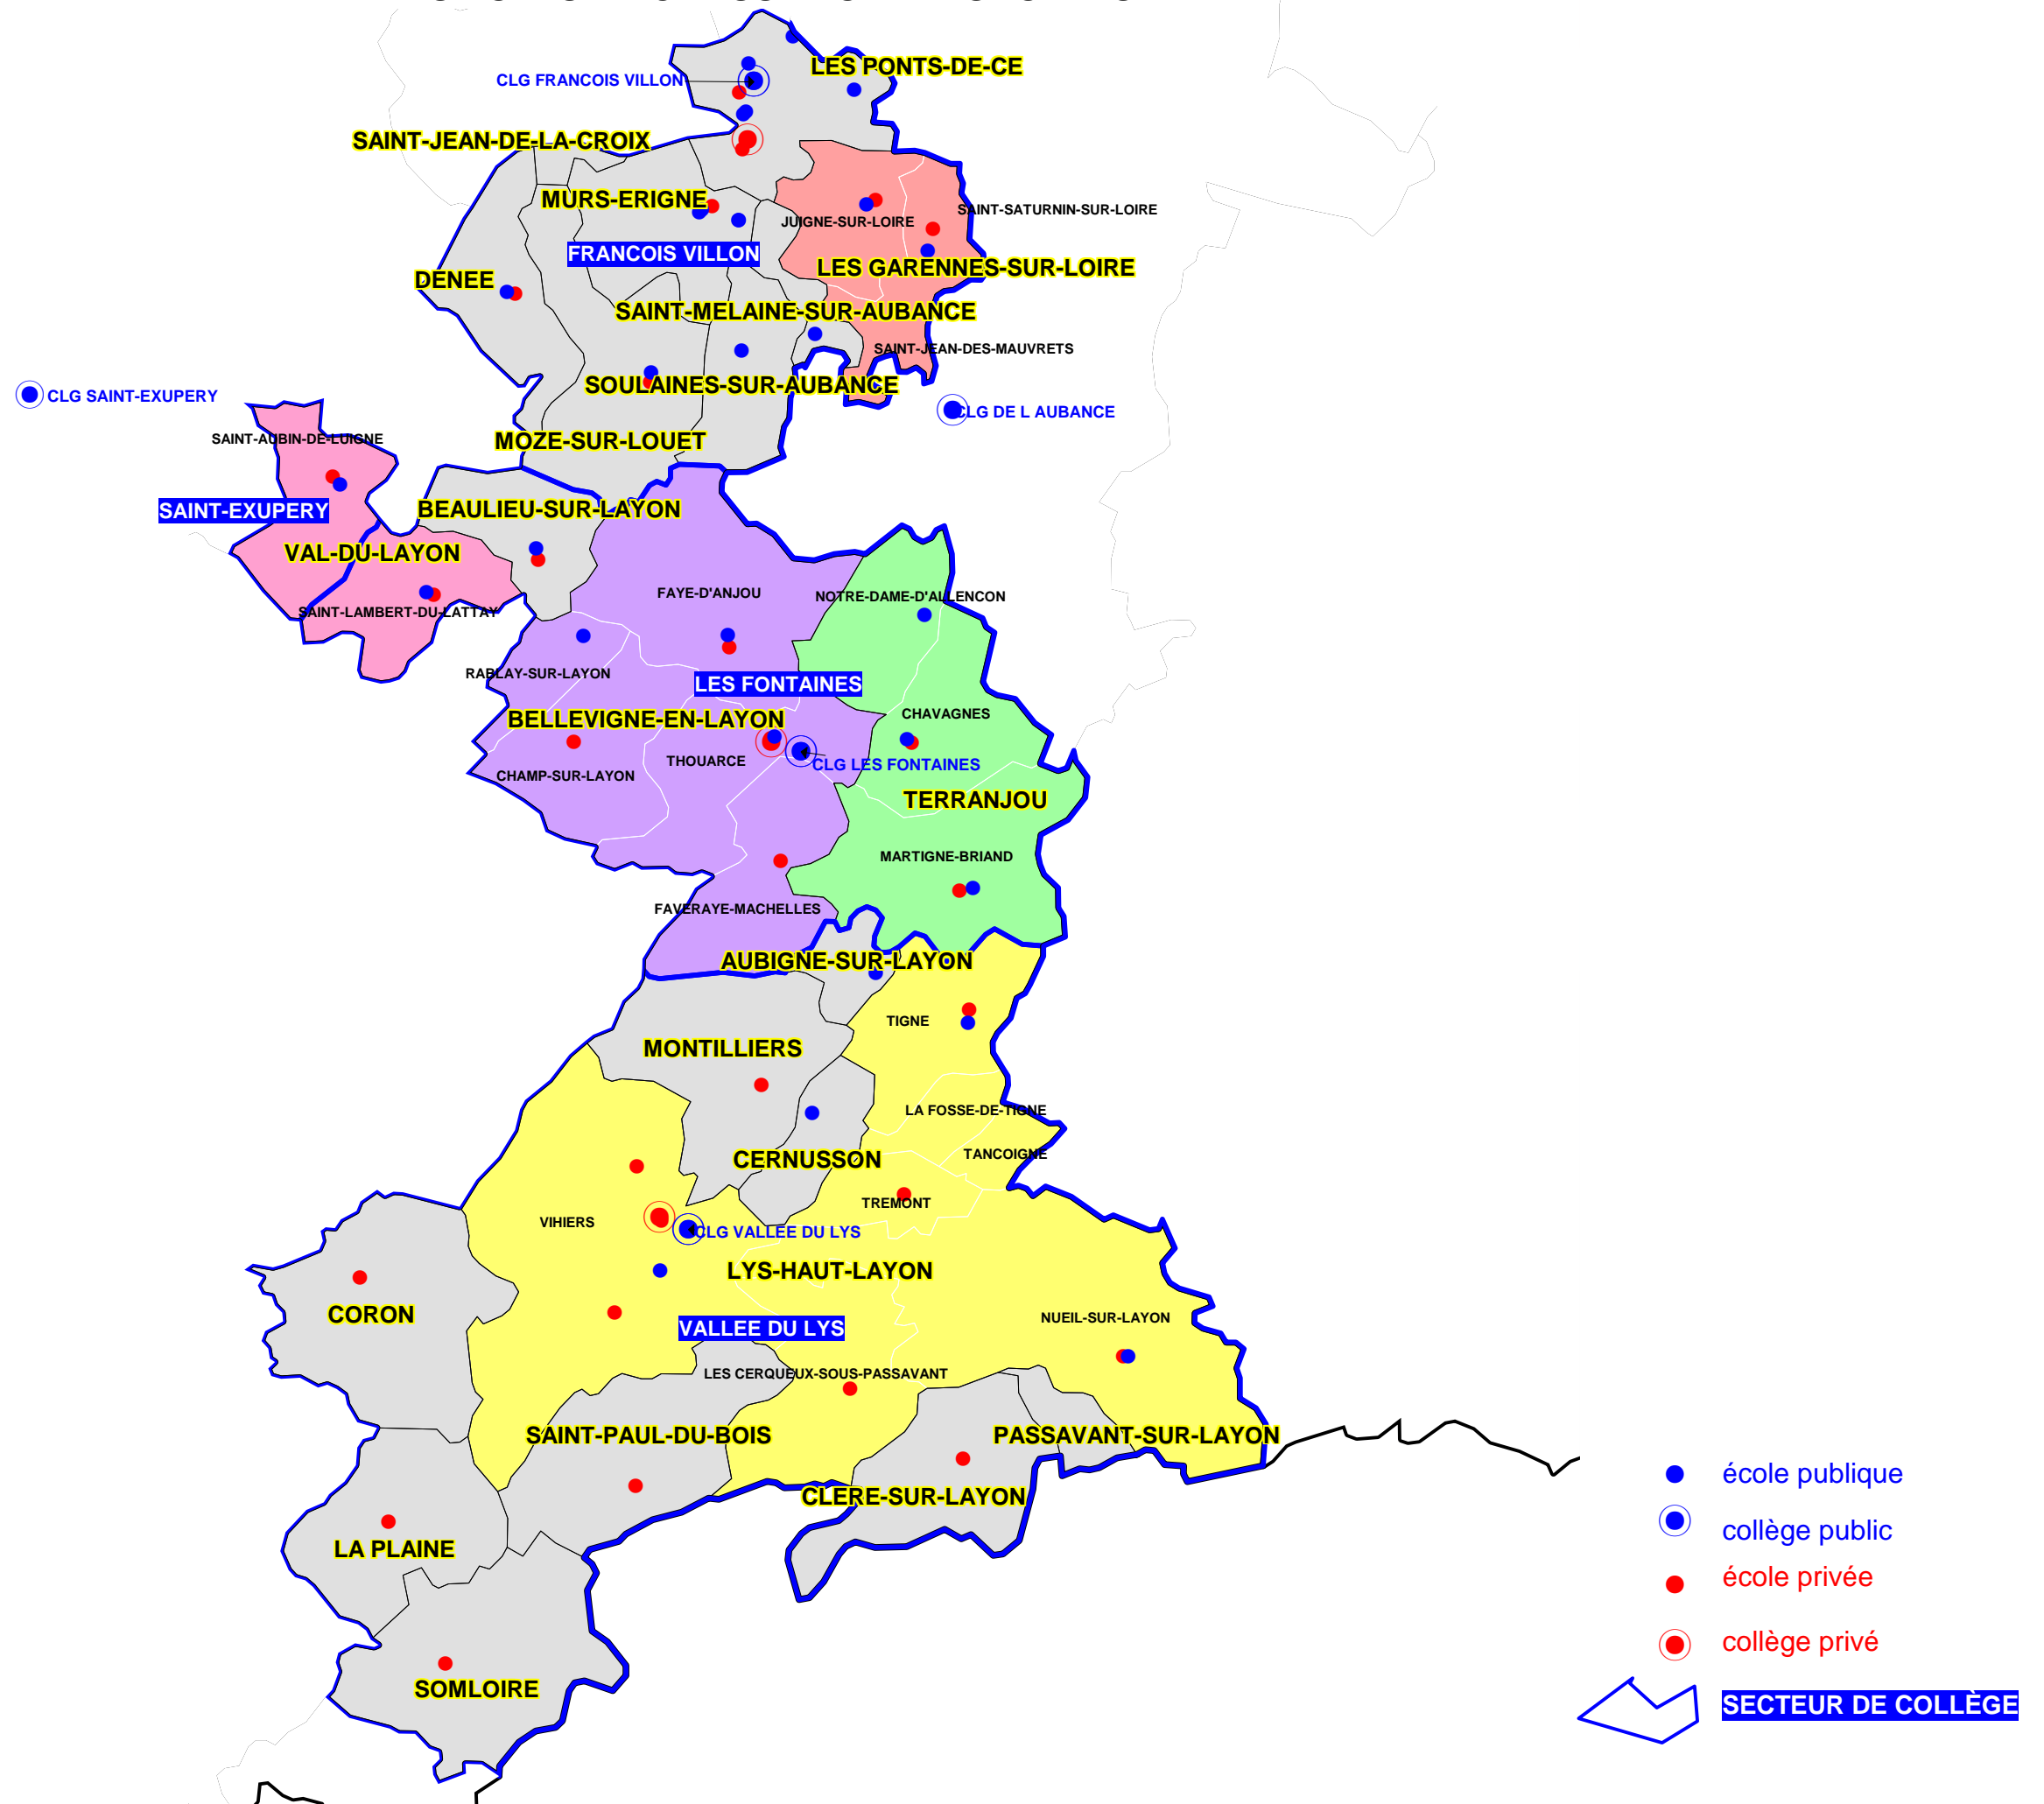 LES PONTS-DE-CE
CLG FRANCOIS VILLON
SAINT-JEAN-DE-LA-CROIX
MURS-ERIGNE
SAINT-SATURNIN-SUR-LOIRE
JUIGNE-SUR-LOIRE
FRANCOIS VILLON
LES GARENNES-SUR-LOIRE
DENEE
SAINT-MELAINE-SUR-AUBANCE
SAINT-JEAN-DES-MAUVRETS
SOULAINES-SUR-AUBANCE
CLG SAINT-EXUPERY
CLG DE L AUBANCE
SAINT-AUBIN-DE-LUIGNE
MOZE-SUR-LOUET
SAINT-EXUPERY
BEAULIEU-SUR-LAYON
VAL-DU-LAYON
FAYE-D'ANJOU
NOTRE-DAME-D'ALLENCON
SAINT-LAMBERT-DU-LATTAY
RABLAY-SUR-LAYON
LES FONTAINES
CHAVAGNES
BELLEVIGNE-EN-LAYON
THOUARCE
CLG LES FONTAINES
CHAMP-SUR-LAYON
TERRANJOU
MARTIGNE-BRIAND
FAVERAYE-MACHELLES
AUBIGNE-SUR-LAYON
TIGNE
MONTILLIERS
LA FOSSE-DE-TIGNE
TANCOIGNE
CERNUSSON
TREMONT
VIHIERS
CLG VALLEE DU LYS
LYS-HAUT-LAYON
CORON
NUEIL-SUR-LAYON
VALLEE DU LYS
LES CERQUEUX-SOUS-PASSAVANT
SAINT-PAUL-DU-BOIS
PASSAVANT-SUR-LAYON
école publique
CLERE-SUR-LAYON
collège public
LA PLAINE
école privée
collège privé
SOMLOIRE
SECTEUR DE COLLÈGE